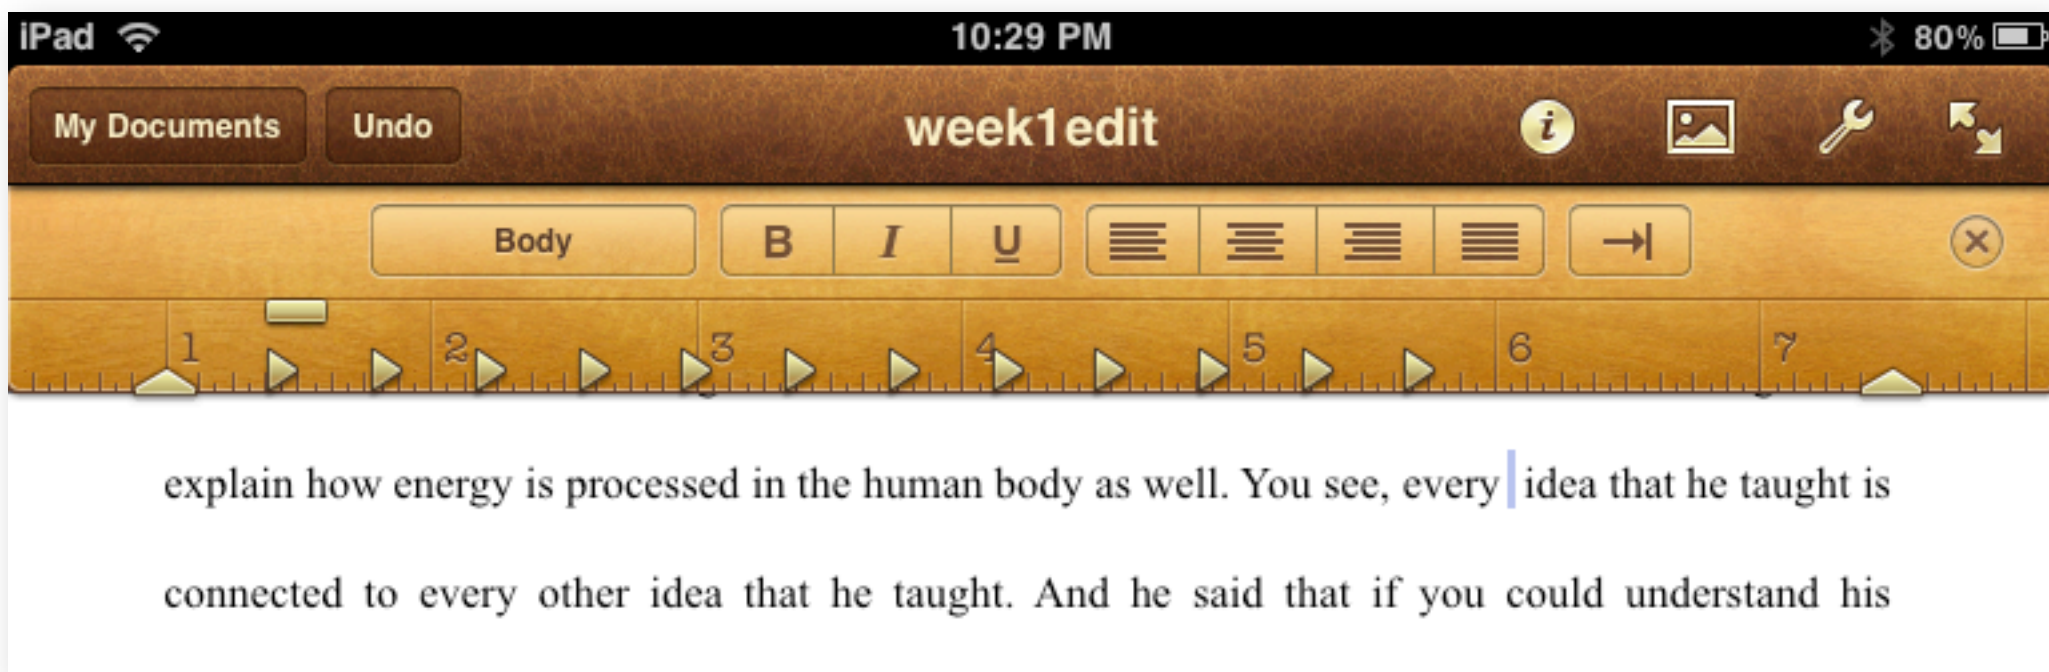 iPad 10:29 PM 80%
My Documents Undo week1edit i
Body B I U
1 2 3 4 5 6 7
explain how energy is processed in the human body as well. You see, every idea that he taught is
connected to every other idea that he taught. And he said that if you could understand his